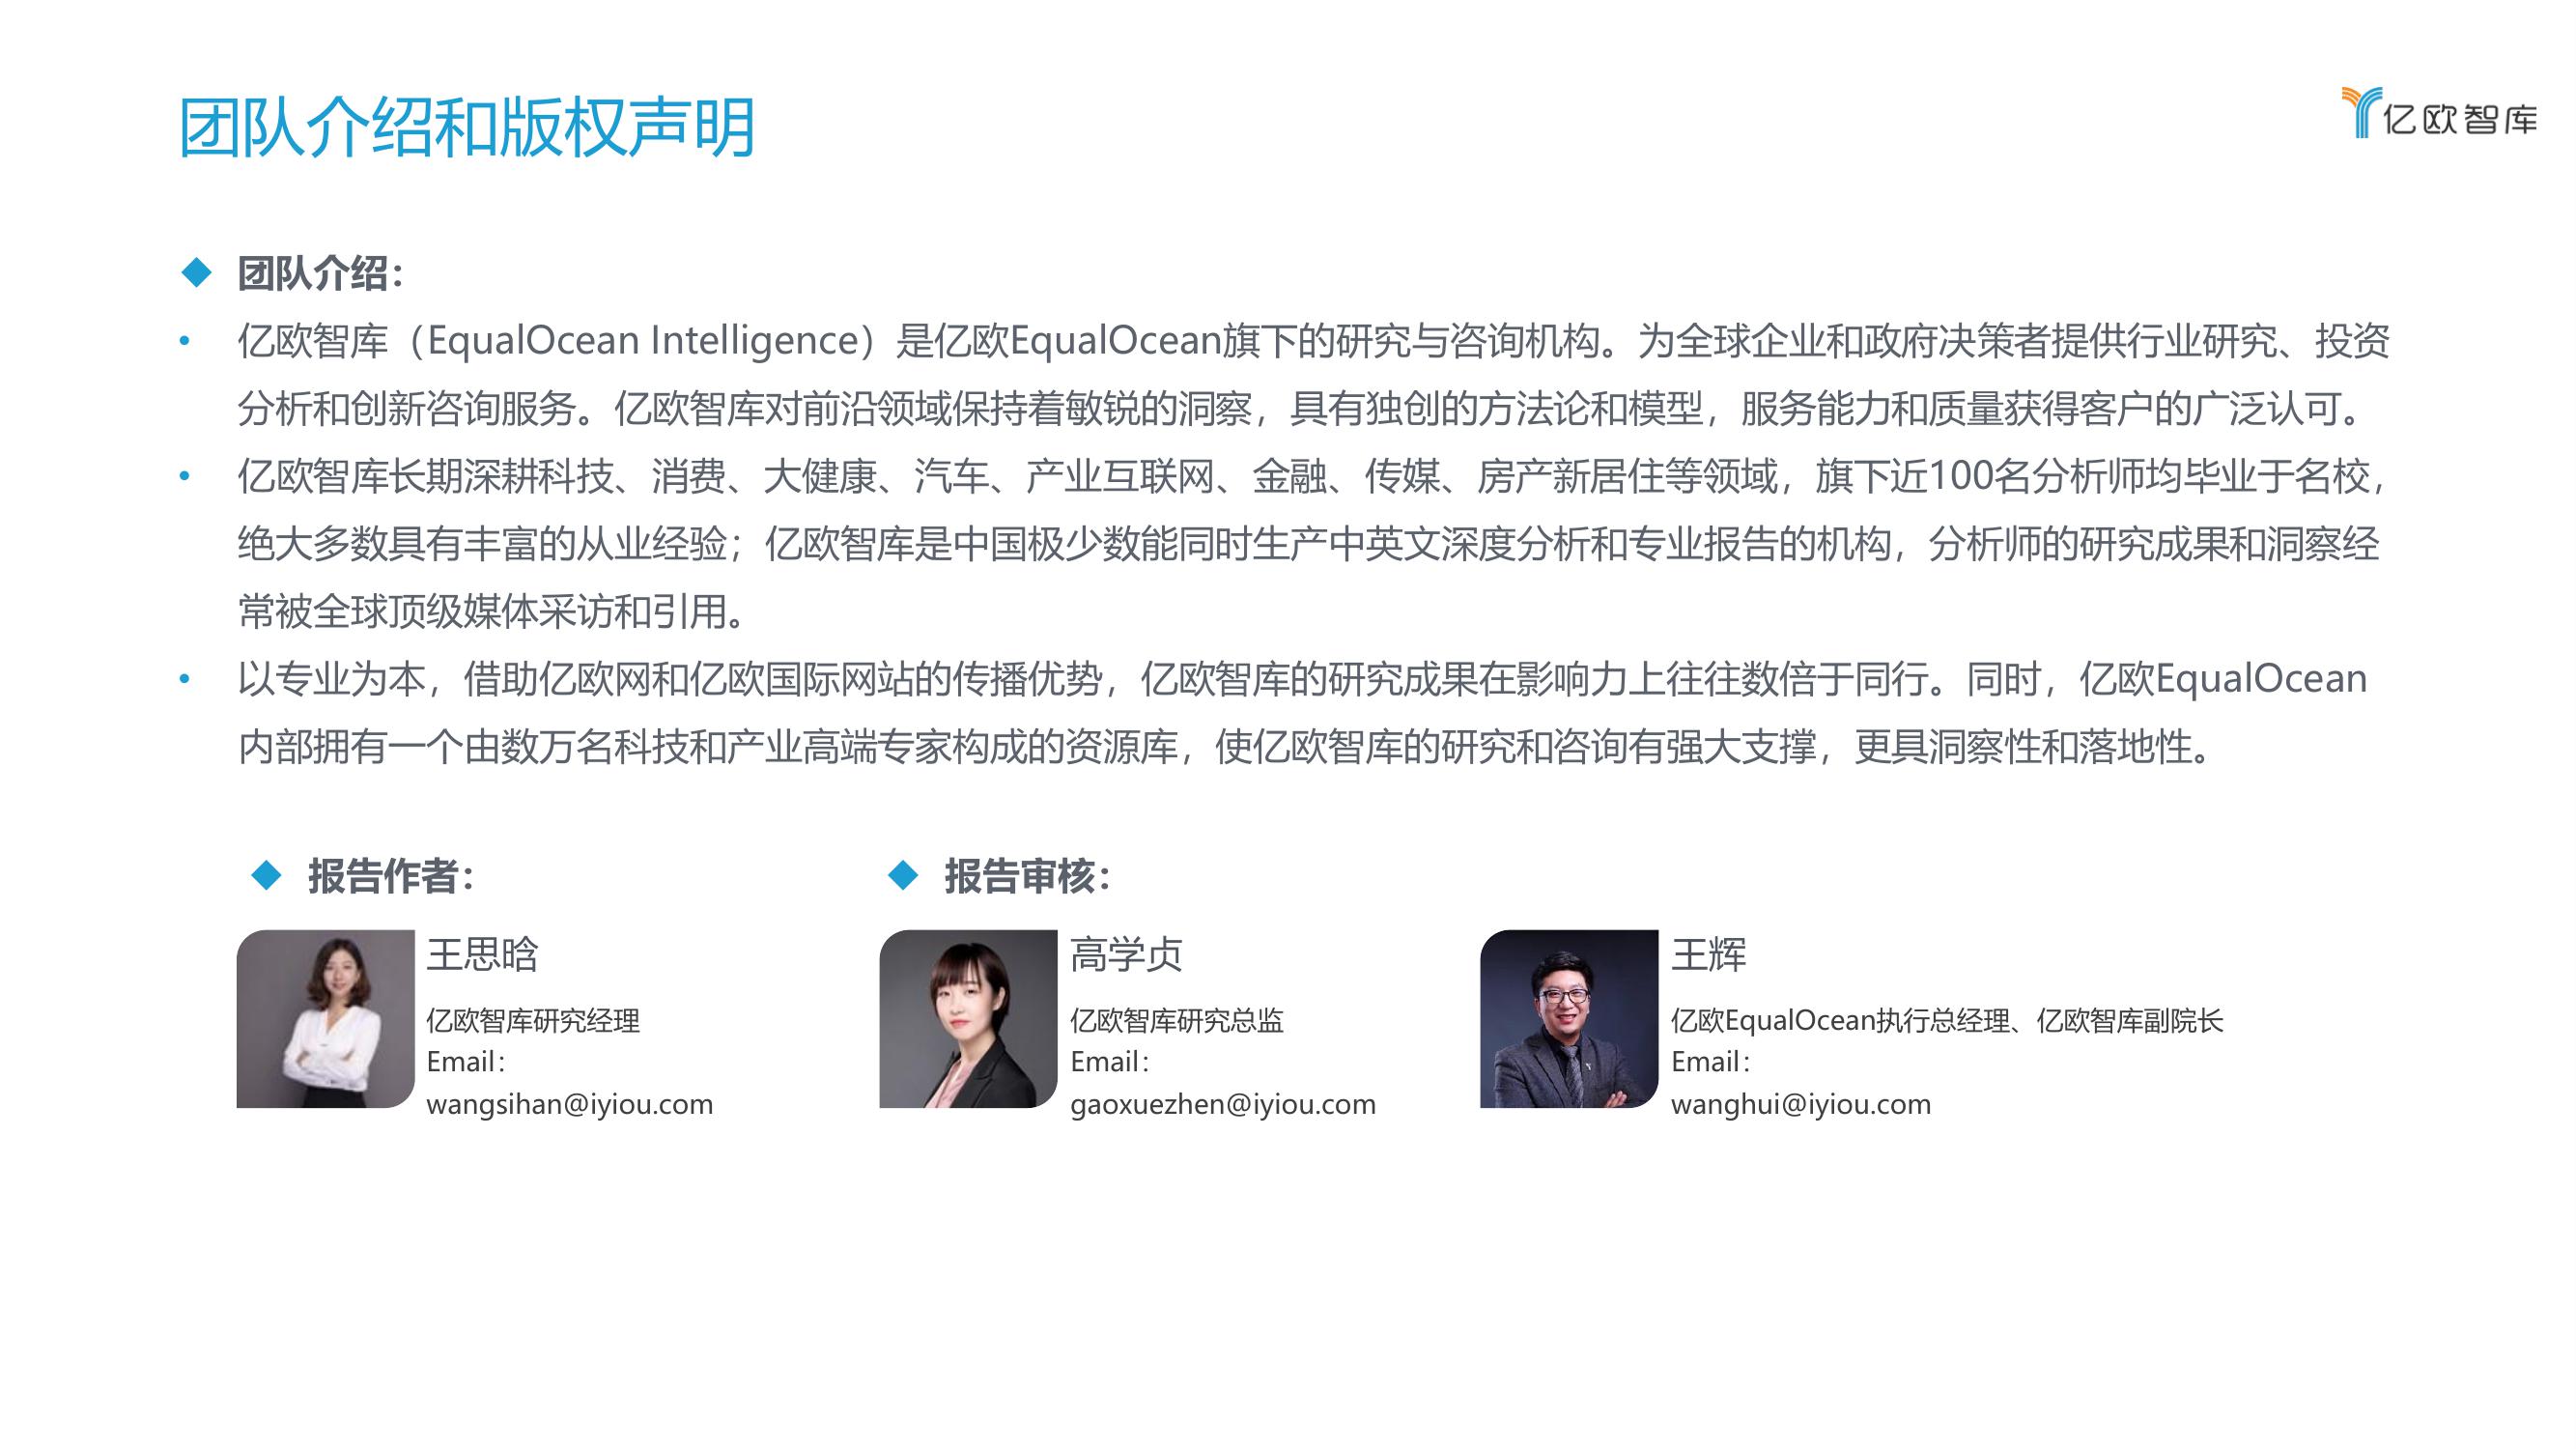 团队介绍和版权声明
亿欧智库
团队介绍：
亿欧智库（EqualOcean Intelligence）是亿欧EqualOcean旗下的研究与咨询机构。为全球企业和政府决策者提供行业研究、投资
分析和创新咨询服务。亿欧智库对前沿领域保持着敏锐的洞察，具有独创的方法论和模型，服务能力和质量获得客户的广泛认可。
亿欧智库长期深耕科技、消费、大健康、汽车、产业互联网、金融、传媒、房产新居住等领域，旗下近100名分析师均毕业于名校，
绝大多数具有丰富的从业经验；亿欧智库是中国极少数能同时生产中英文深度分析和专业报告的机构，分析师的研究成果和洞察经
常被全球顶级媒体采访和引用。
以专业为本，借助亿欧网和亿欧国际网站的传播优势，亿欧智库的研究成果在影响力上往往数倍于同行。同时，亿欧EqualOcean
内部拥有一个由数万名科技和产业高端专家构成的资源库，使亿欧智库的研究和咨询有强大支撑，更具洞察性和落地性。
报告作者：
王思晗
亿欧智库研究经理
Email：
wangsihan@iyiou.com
报告审核：
高学贞
亿欧智库研究总监
Email：
gaoxuezhen@iyiou.com
王辉
亿欧EqualOcean执行总经理、亿欧智库副院长
Email：
wanghui@iyiou.com